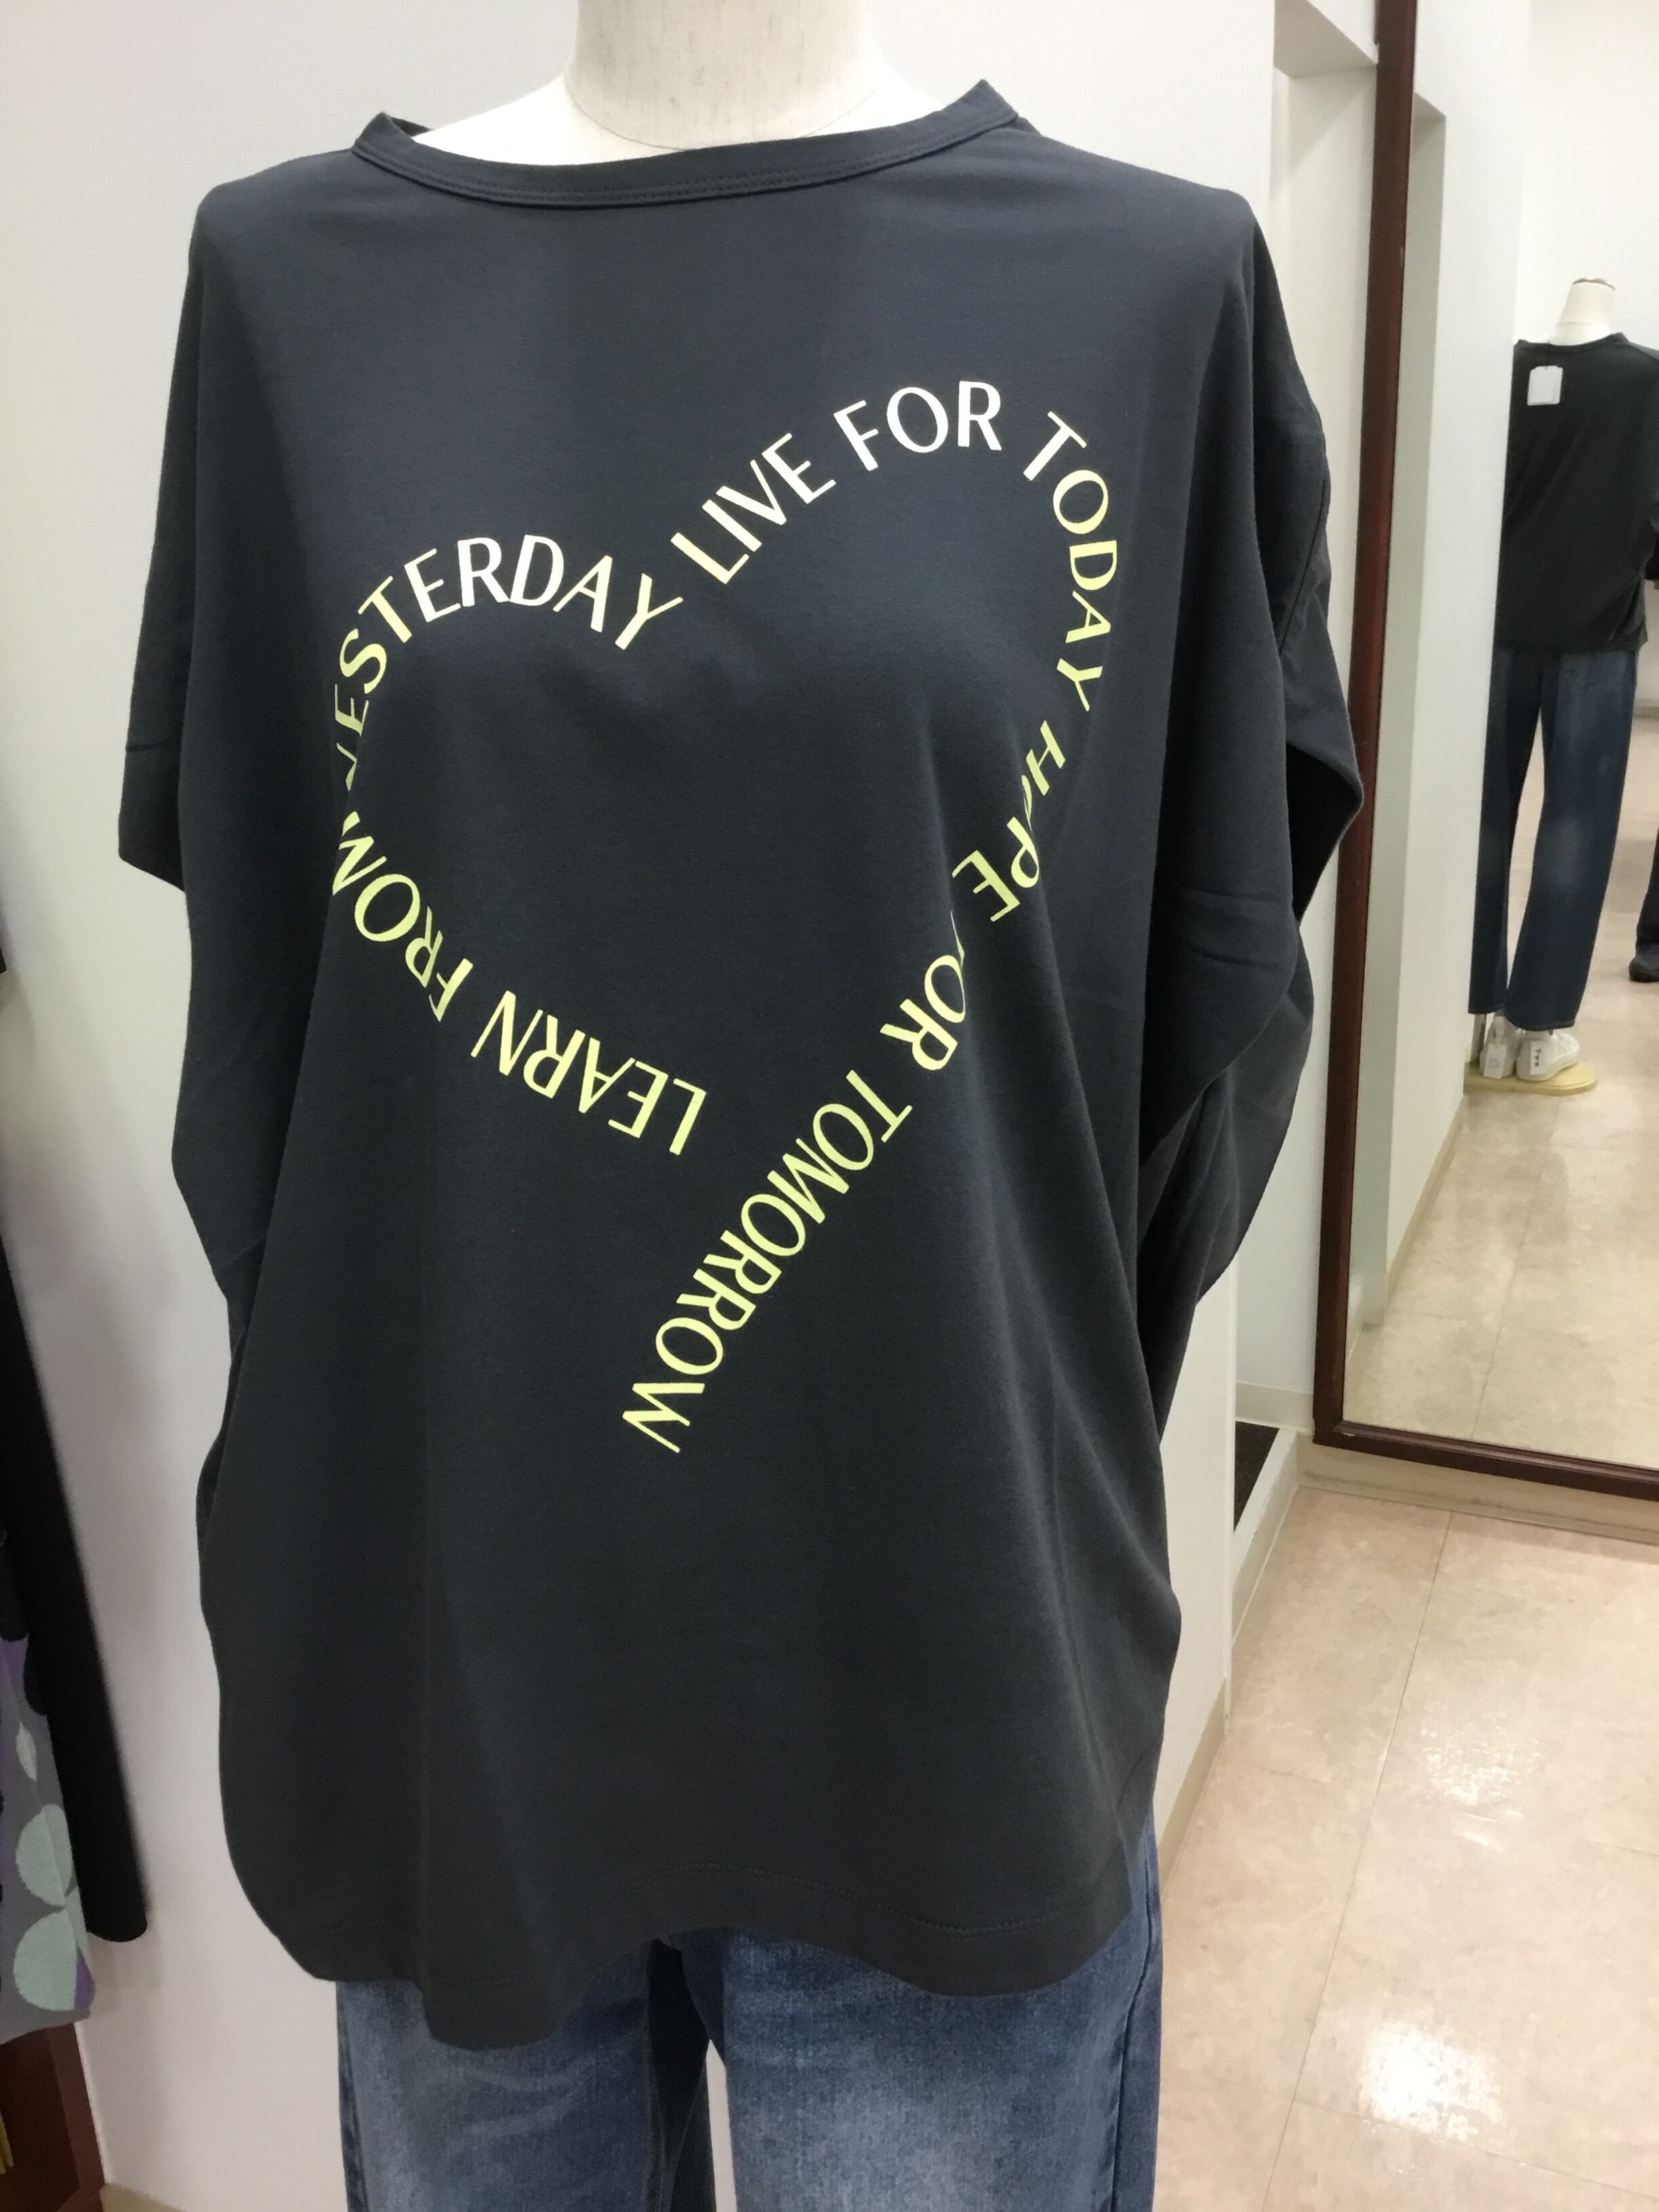 LEARN FROM YESTERDAY LIVE FOR TODAY HOPE FOR TOMORROW